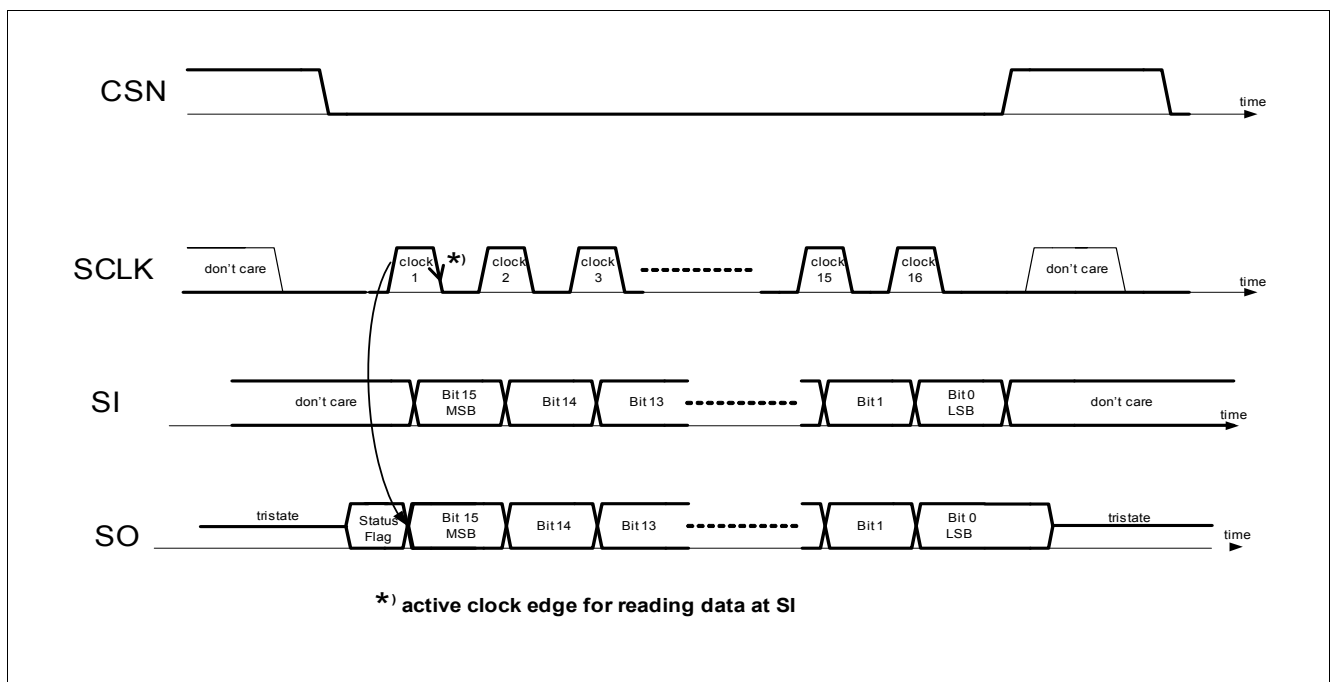 CSN
time
SCLK
don't care
clock
1
*)
clock
2
clock
3
clock
15
clock
16
don't care
time
SI
don't care
Bit 15
MSB
Bit 14
Bit 13
Bit 1
Bit 0
LSB
don't care
time
SO
tristate
Status
Flag
Bit 15
MSB
Bit 14
Bit 13
Bit 1
Bit 0
LSB
tristate
time
*) active clock edge for reading data at SI